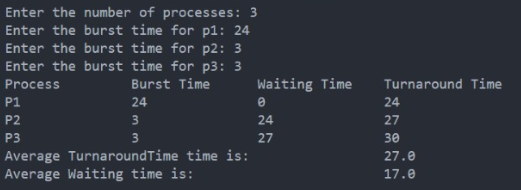 Enter the number of processes: 3
Enter the burst time for p1: 24
Enter the burst time for p2: 3
Enter the burst time for p3: 3
Process Burst Time Waiting Time Turnaround Time
P1 24 0 24
P2 3 24 27
P3 3 27 30
Average TurnaroundTime time is: 27.0
Average Waiting time is: 17.0